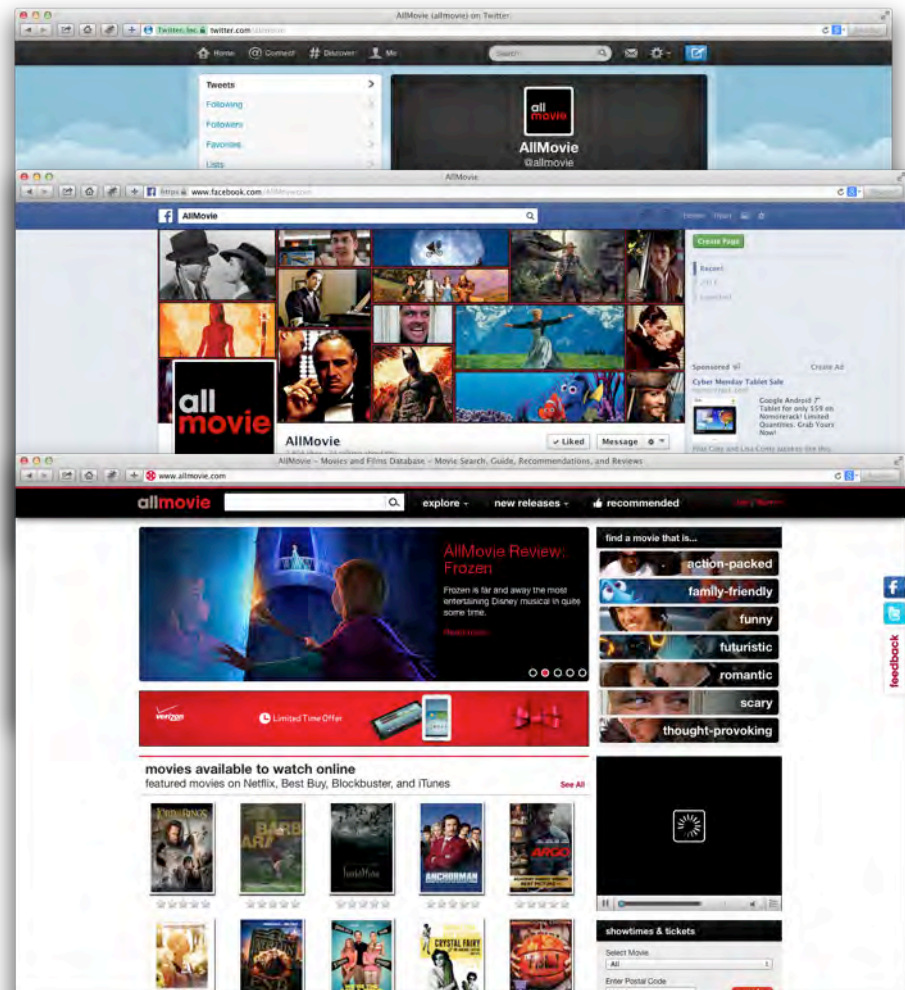 AllMovie (allmovie) on Twitter
Twitter, Inc. twitter.com
Home Connect # Discover Me
Search
Tweets
Following
Followers
Favorites
Lists
all
movie
AllMovie
@allmovie
AllMovie
https www.facebook.com
AllMovie
Home
Create Page
Recent
2013
Sponsored
Create Ad
Cyber Monday Tablet Sale
Google Android 7"
Tablet for only $59 on
Nomorerack! Limited
Quantities. Grab Yours
Now!
all
movie
AllMovie
Liked
Message
AllMovie – Movies and Films Database – Movie Search, Guide, Recommendations, and Reviews
www.allmovie.com
allmovie
explore
new releases
recommended
AllMovie Review:
Frozen
Frozen is far and away the most
entertaining Disney musical in quite
some time.
find a movie that is...
action-packed
family-friendly
funny
futuristic
romantic
scary
thought-provoking
feedback
verizon
Limited Time Offer
movies available to watch online
featured movies on Netflix, Best Buy, Blockbuster, and iTunes
See All
ANCHORMAN
ARGO
CRYSTAL FAIRY
showtimes & tickets
Select Movie
All
Enter Postal Code